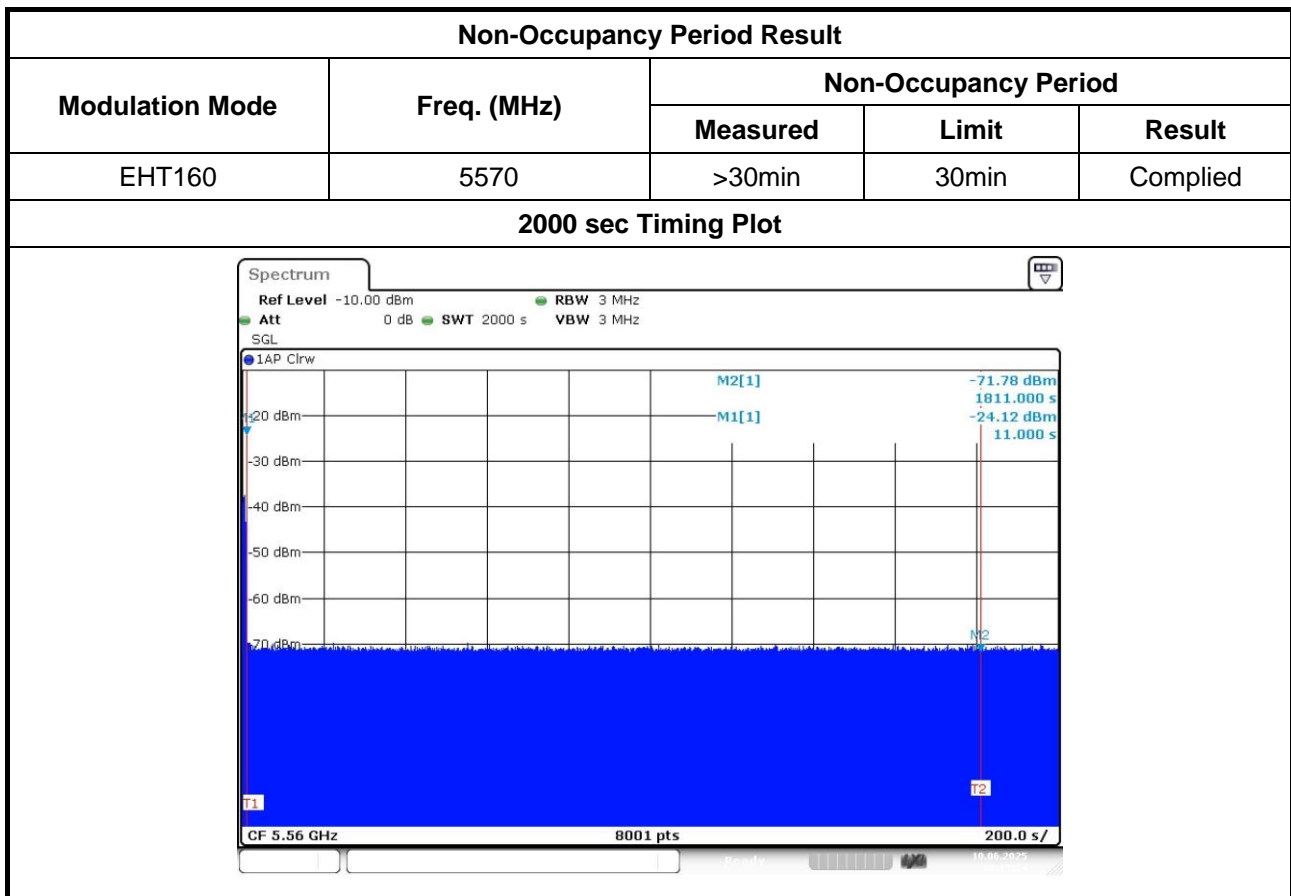 Non-Occupancy Period Result
Modulation Mode Freq. (MHz) Non-Occupancy Period
Measured Limit Result
EHT160 5570 >30min 30min Complied
2000 sec Timing Plot
Spectrum
Ref Level -10.00 dBm RBW 3 MHz
Att 0 dB SWT 2000 s VBW 3 MHz
SGL
1AP Clrw
M2[1] -71.78 dBm
1811.000 s
-20 dBm M1[1] -24.12 dBm
11.000 s
-30 dBm
-40 dBm
-50 dBm
-60 dBm
M2
-70 dBm
T2
T1
CF 5.56 GHz 8001 pts 200.0 s/
Ready 10.06.2025